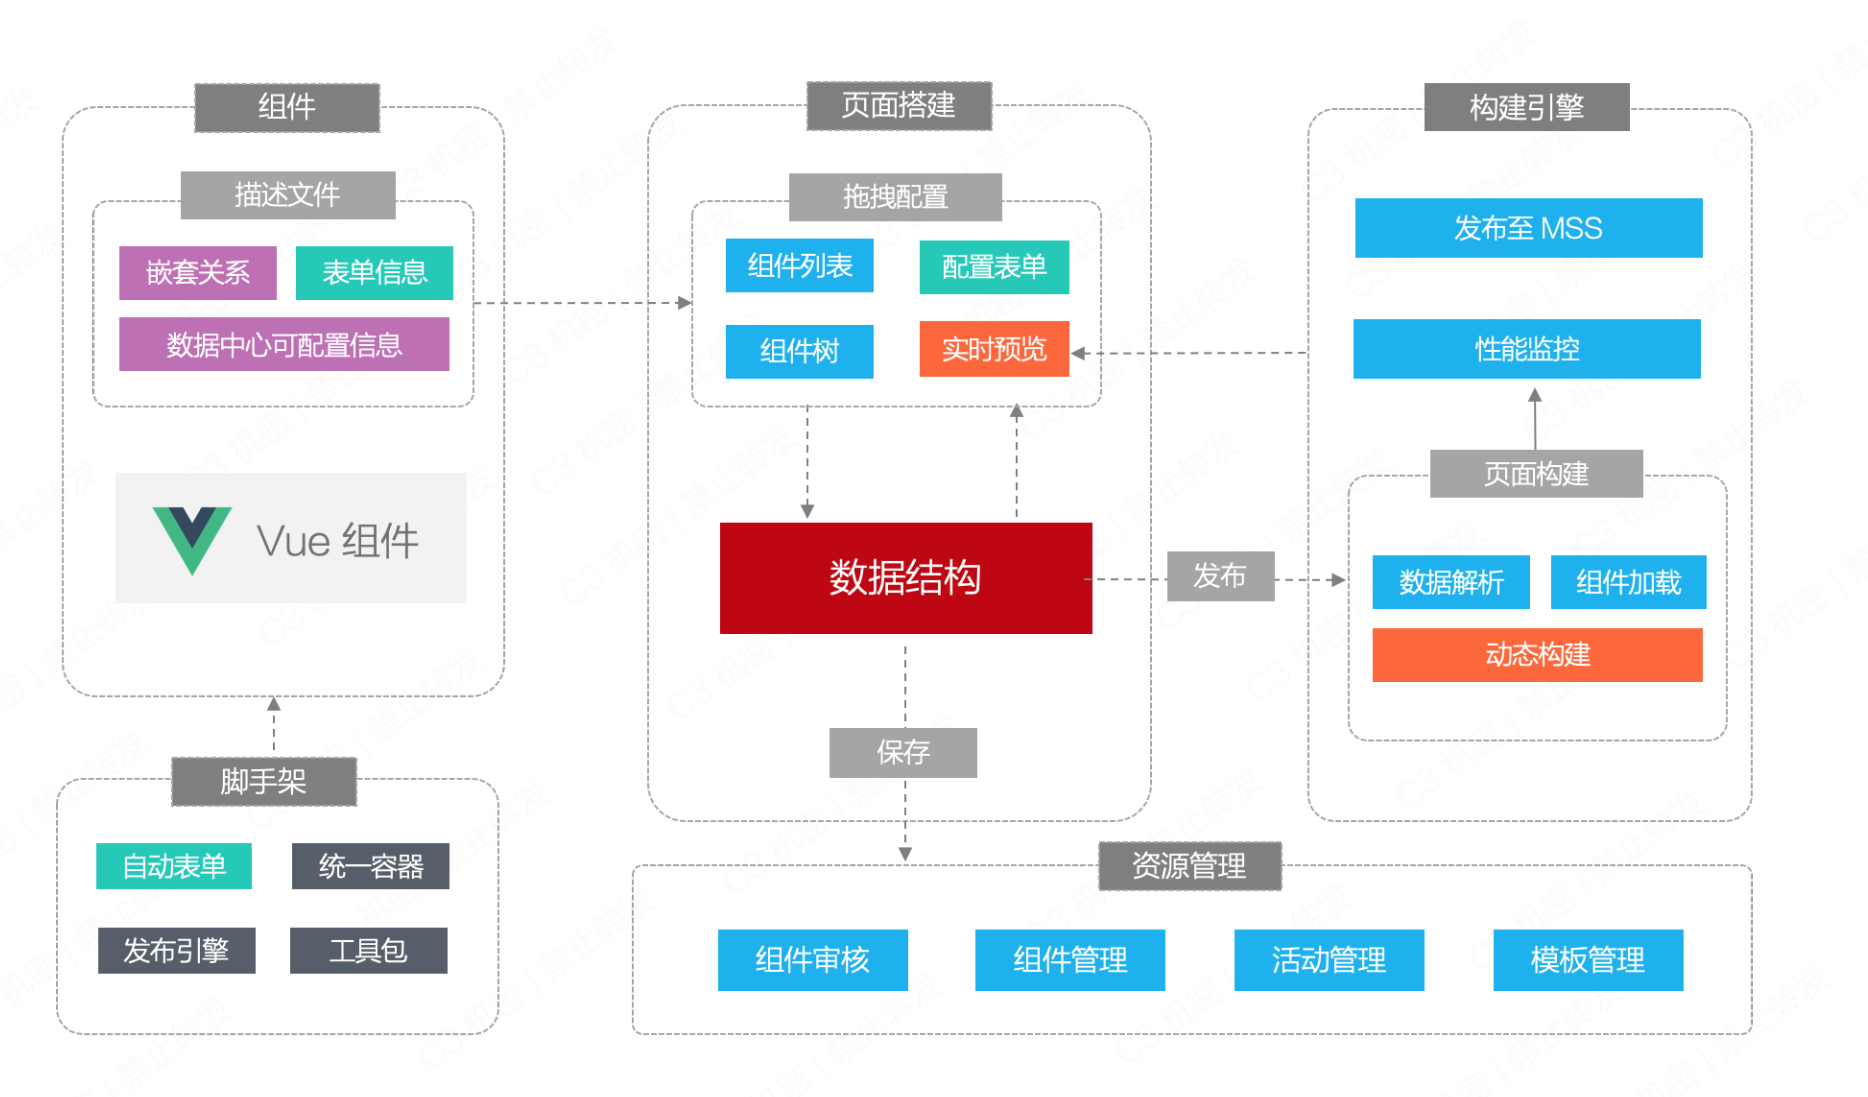 组件
描述文件
嵌套关系
表单信息
数据中心可配置信息
Vue 组件
脚手架
自动表单
统一容器
发布引擎
工具包
页面搭建
拖拽配置
组件列表
配置表单
组件树
实时预览
数据结构
发布
保存
构建引擎
发布至 MSS
性能监控
页面构建
数据解析
组件加载
动态构建
资源管理
组件审核
组件管理
活动管理
模板管理
C3 机密 | 禁止转发